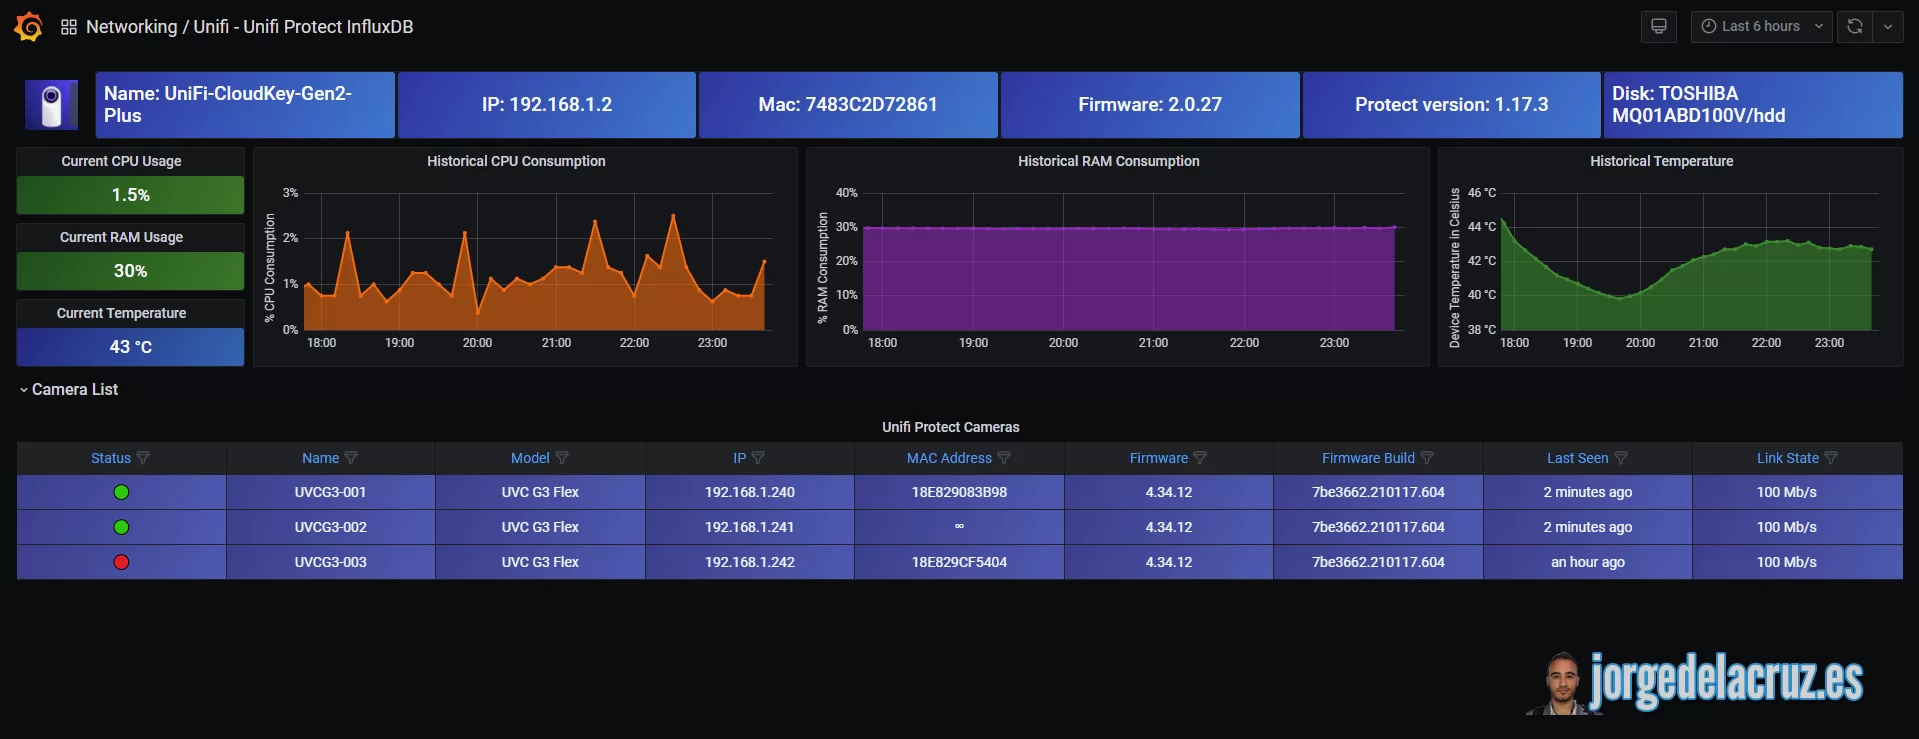 Networking / Unifi - Unifi Protect InfluxDB
Last 6 hours
Name: UniFi-CloudKey-Gen2-
Plus
IP: 192.168.1.2
Mac: 7483C2D72861
Firmware: 2.0.27
Protect version: 1.17.3
Disk: TOSHIBA
MQ01ABD100V/hdd
Current CPU Usage
1.5%
Current RAM Usage
30%
Current Temperature
43 °C
Historical CPU Consumption
% CPU Consumption
3%
2%
1%
0%
18:00 19:00 20:00 21:00 22:00 23:00
Historical RAM Consumption
% RAM Consumption
40%
30%
20%
10%
0%
18:00 19:00 20:00 21:00 22:00 23:00
Historical Temperature
Device Temperature in Celsius
46 °C
44 °C
42 °C
40 °C
38 °C
18:00 19:00 20:00 21:00 22:00 23:00
Camera List
Unifi Protect Cameras
Status Name Model IP MAC Address Firmware Firmware Build Last Seen Link State
UVCG3-001 UVC G3 Flex 192.168.1.240 18E829083B98 4.34.12 7be3662.210117.604 2 minutes ago 100 Mb/s
UVCG3-002 UVC G3 Flex 192.168.1.241 ∞ 4.34.12 7be3662.210117.604 2 minutes ago 100 Mb/s
UVCG3-003 UVC G3 Flex 192.168.1.242 18E829CF5404 4.34.12 7be3662.210117.604 an hour ago 100 Mb/s
jorgedelacruz.es